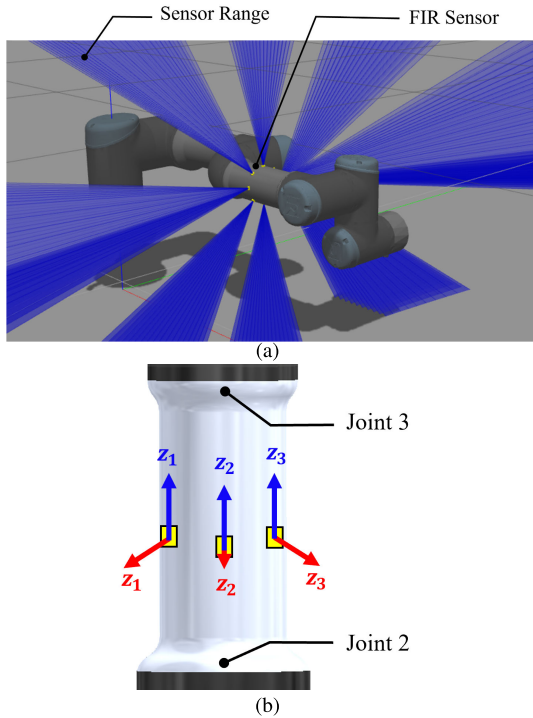 Sensor Range
FIR Sensor
(a)
Joint 3
z₁
z₂
z₃
z₁
z₂
z₃
Joint 2
(b)